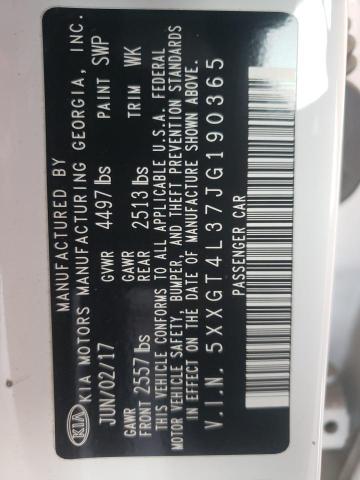 MANUFACTURED BY
KIA KIA MOTORS MANUFACTURING GEORGIA, INC.
JUN/02/17 GVWR 4497 lbs PAINT SWP
GAWR FRONT 2557 lbs GAWR REAR 2513 lbs TRIM WK
THIS VEHICLE CONFORMS TO ALL APPLICABLE U.S.A. FEDERAL
MOTOR VEHICLE SAFETY, BUMPER, AND THEFT PREVENTION STANDARDS
IN EFFECT ON THE DATE OF MANUFACTURE SHOWN ABOVE.
V.I.N. 5XXGT4L37JG190365
PASSENGER CAR